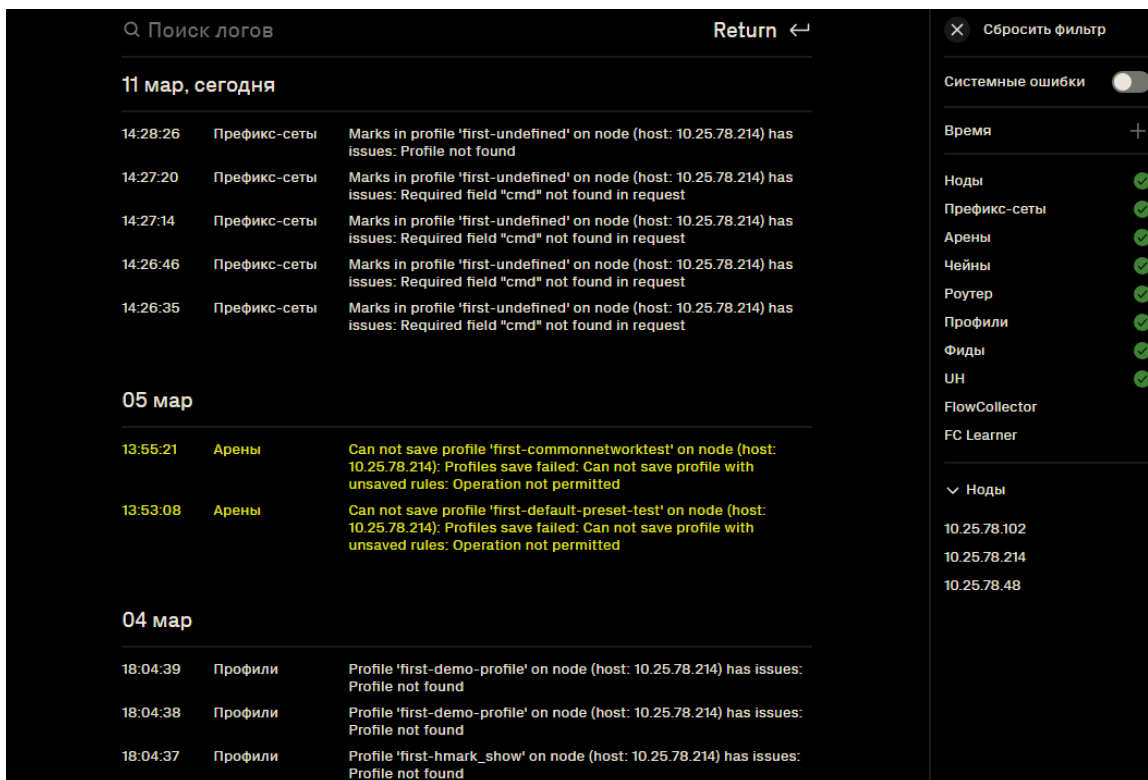 Поиск логов
Return
11 мар, сегодня
14:28:26 Префикс-сеты Marks in profile 'first-undefined' on node (host: 10.25.78.214) has
issues: Profile not found
14:27:20 Префикс-сеты Marks in profile 'first-undefined' on node (host: 10.25.78.214) has
issues: Required field "cmd" not found in request
14:27:14 Префикс-сеты Marks in profile 'first-undefined' on node (host: 10.25.78.214) has
issues: Required field "cmd" not found in request
14:26:46 Префикс-сеты Marks in profile 'first-undefined' on node (host: 10.25.78.214) has
issues: Required field "cmd" not found in request
14:26:35 Префикс-сеты Marks in profile 'first-undefined' on node (host: 10.25.78.214) has
issues: Required field "cmd" not found in request
05 мар
13:55:21 Арены Can not save profile 'first-commonnetworktest' on node (host:
10.25.78.214): Profiles save failed: Can not save profile with
unsaved rules: Operation not permitted
13:53:08 Арены Can not save profile 'first-default-preset-test' on node (host:
10.25.78.214): Profiles save failed: Can not save profile with
unsaved rules: Operation not permitted
04 мар
18:04:39 Профили Profile 'first-demo-profile' on node (host: 10.25.78.214) has issues:
Profile not found
18:04:38 Профили Profile 'first-demo-profile' on node (host: 10.25.78.214) has issues:
Profile not found
18:04:37 Профили Profile 'first-hmark_show' on node (host: 10.25.78.214) has issues:
Profile not found
Сбросить фильтр
Системные ошибки
Время
Ноды
Префикс-сеты
Арены
Чейны
Роутер
Профили
Фиды
UH
FlowCollector
FC Learner
Ноды
10.25.78.102
10.25.78.214
10.25.78.48